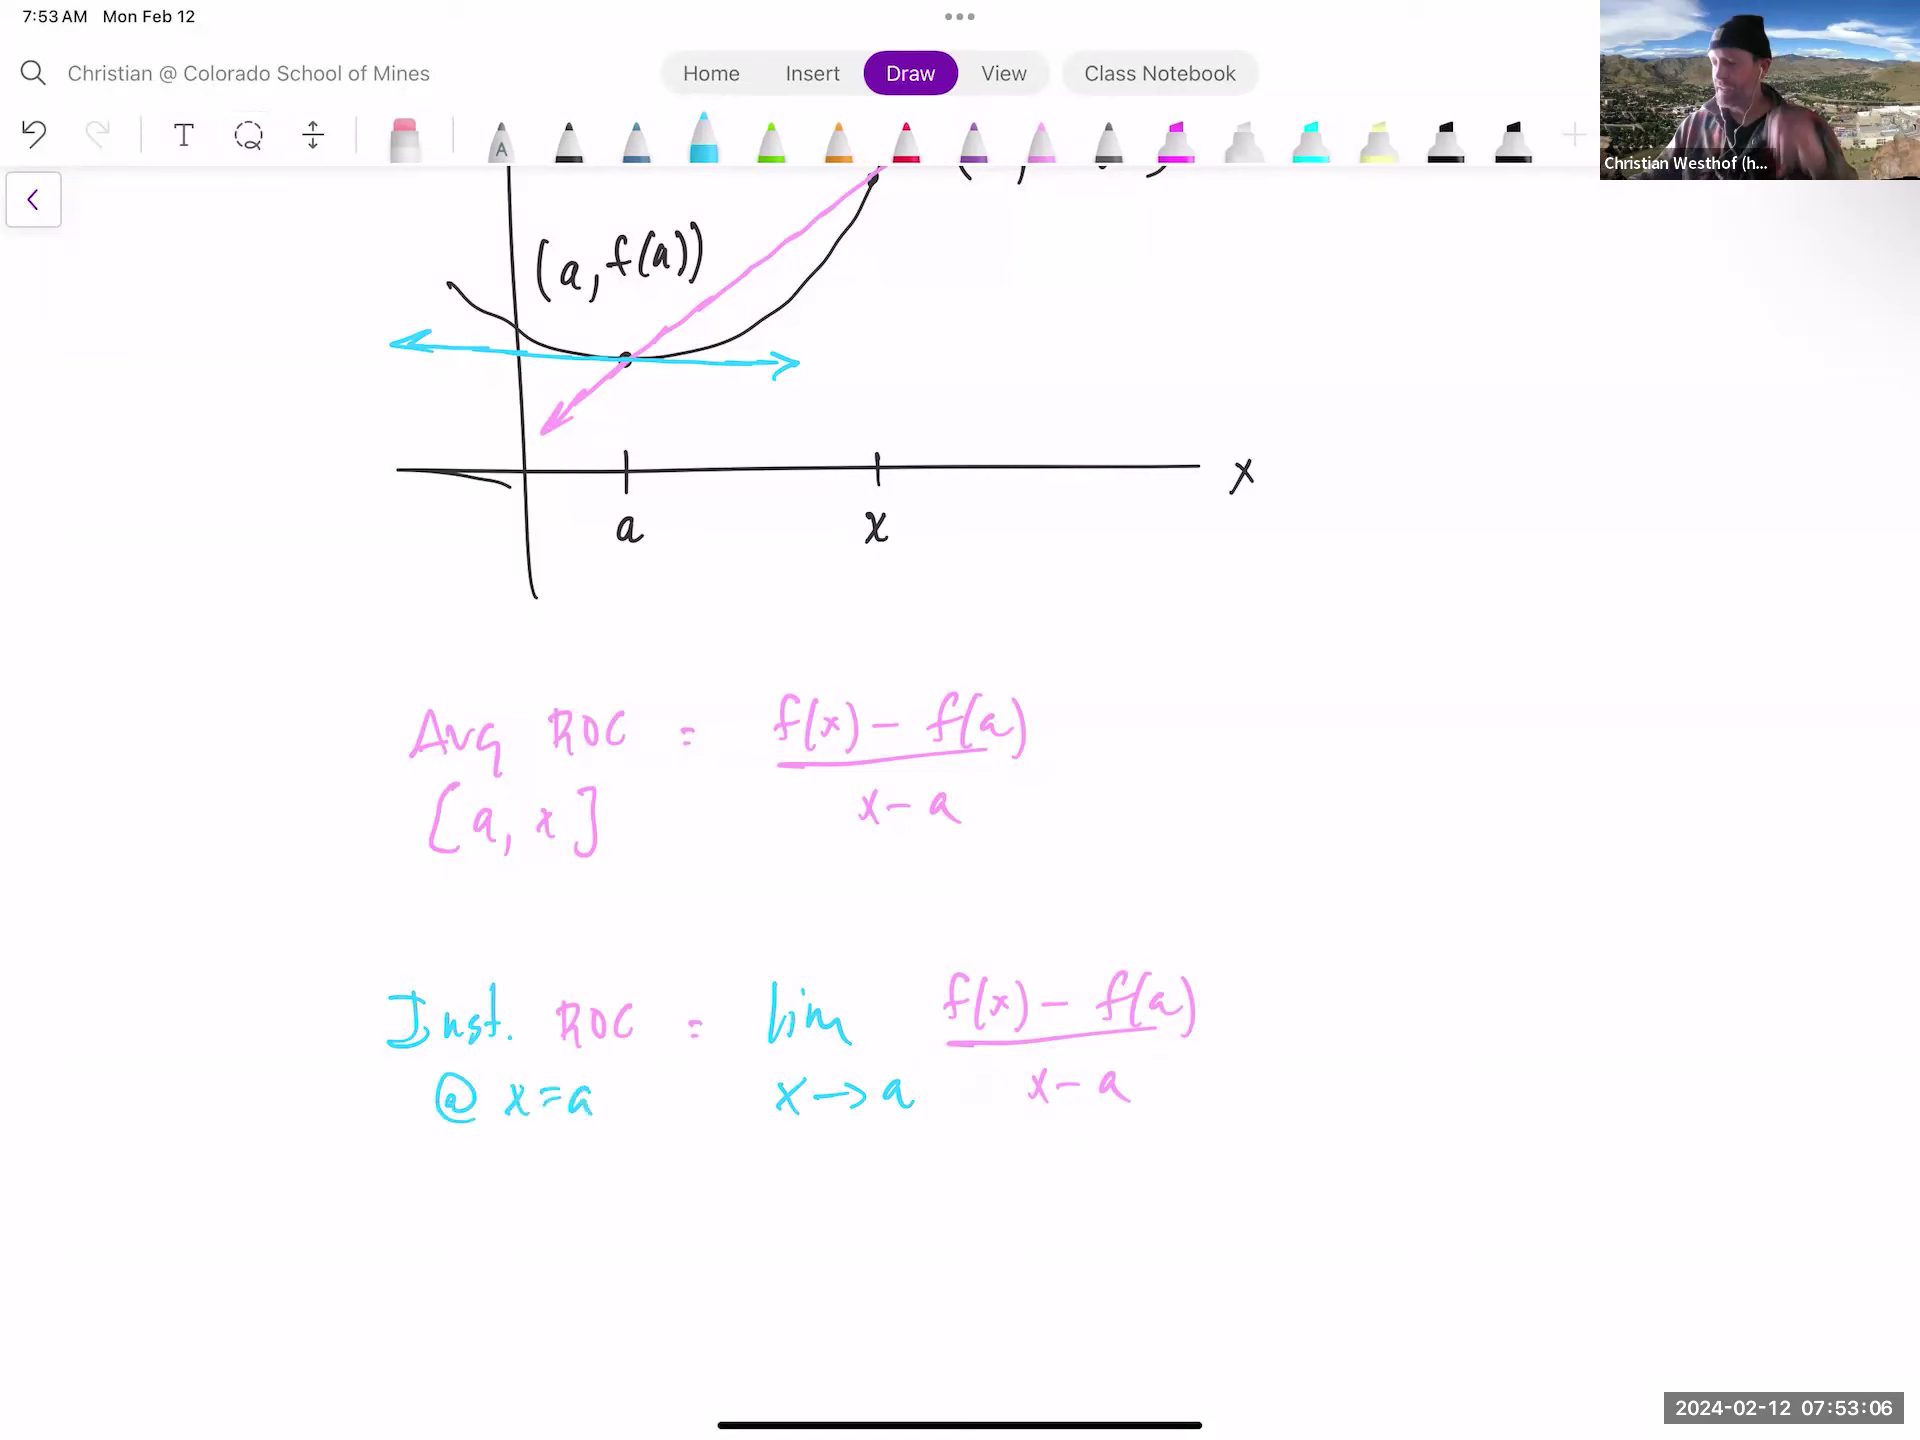 7:53 AM Mon Feb 12
Christian @ Colorado School of Mines
Home Insert Draw View Class Notebook
T
A
Christian Westhof (h...
(a, f(a))
x
a x
Avg ROC = f(x) - f(a)
[a, x] x - a
Inst. ROC = lim f(x) - f(a)
@ x = a x → a x - a
2024-02-12 07:53:06